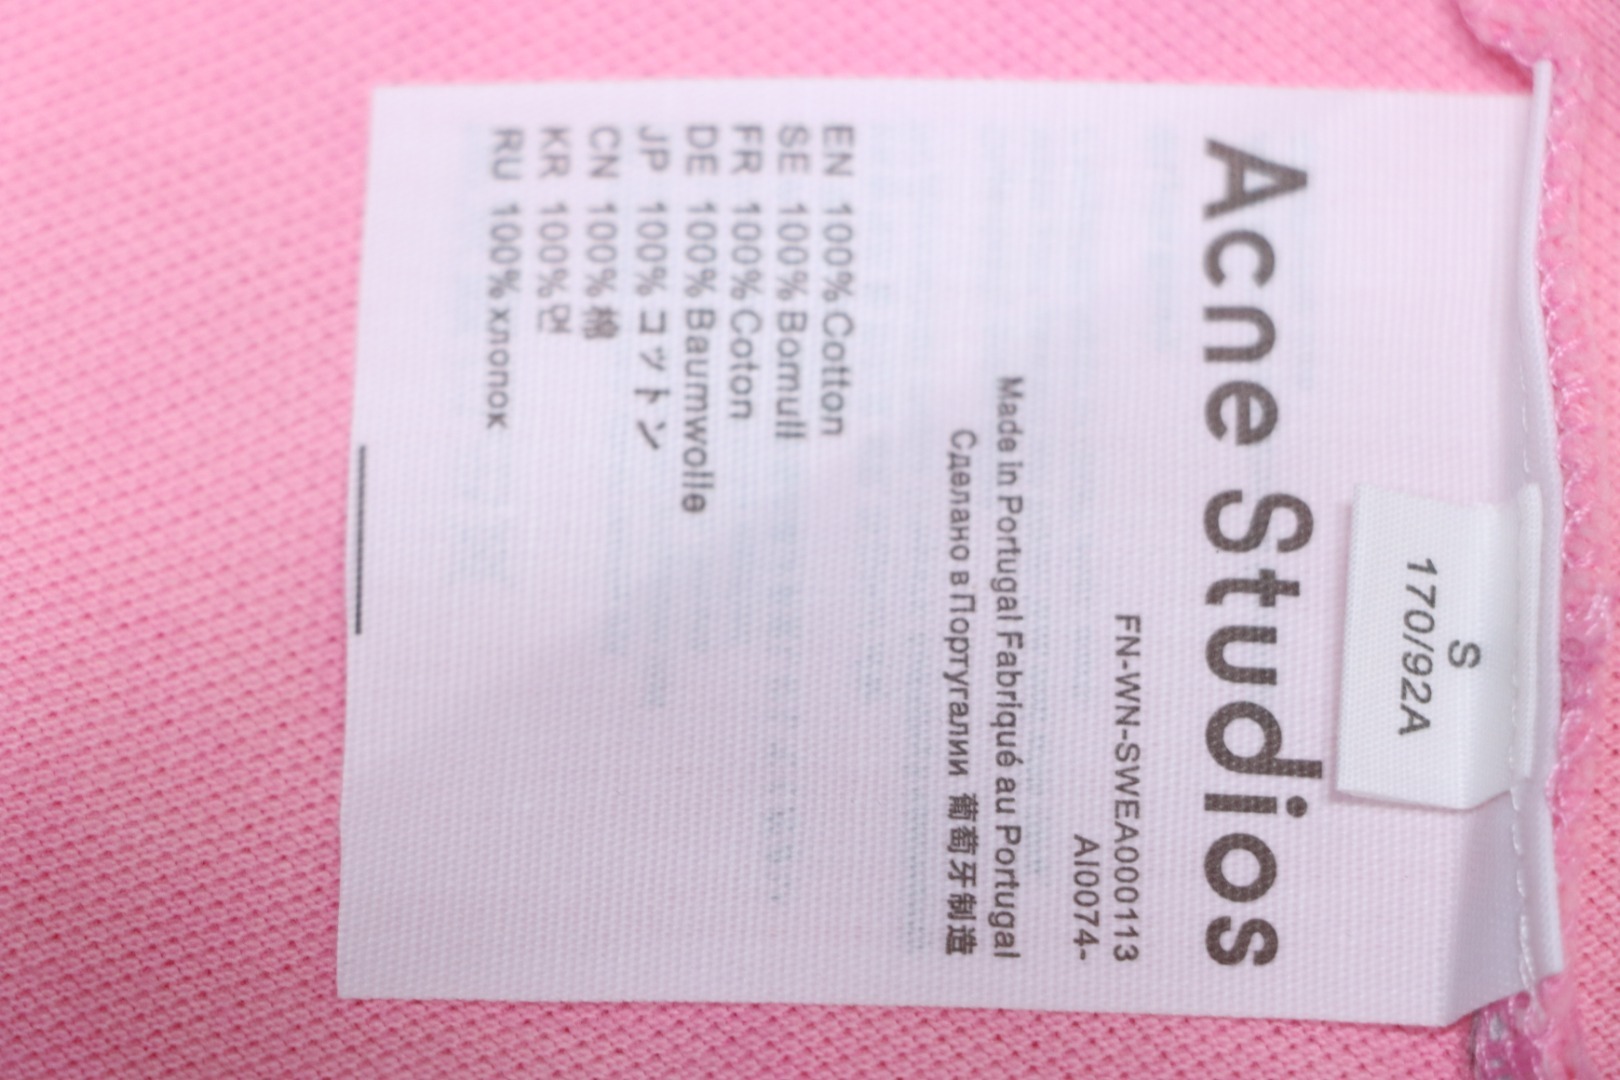 S
170/92A
Acne Studios
FN-WN-SWEA000113
AI0074-
Made in Portugal Fabriqué au Portugal
Сделано в Португалии 葡萄牙制造
EN 100% Cotton
SE 100% Bomull
FR 100% Coton
DE 100% Baumwolle
JP 100% コットン
CN 100% 棉
KR 100% 면
RU 100% хлопок